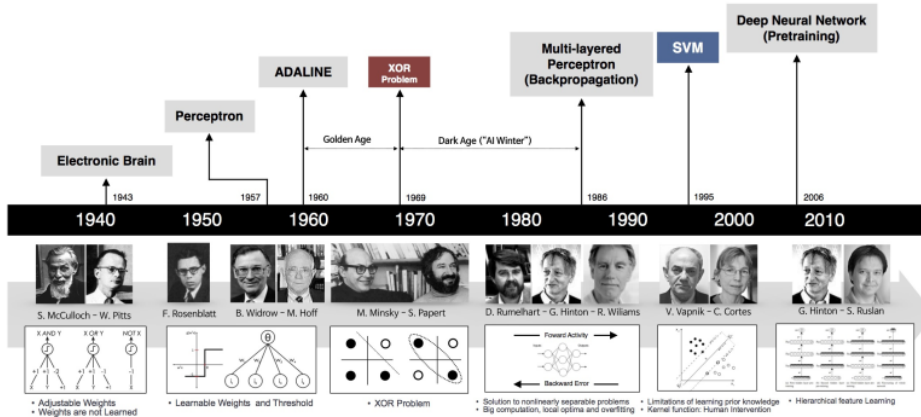 Deep Neural Network
(Pretraining)
Multi-layered
Perceptron
(Backpropagation)
SVM
ADALINE
XOR
Problem
Perceptron
Golden Age
Dark Age ("AI Winter")
Electronic Brain
1943
1957
1960
1969
1986
1995
2006
1940
1950
1960
1970
1980
1990
2000
2010
S. McCulloch – W. Pitts
F. Rosenblatt
B. Widrow – M. Hoff
M. Minsky – S. Papert
D. Rumelhart – G. Hinton – R. Wiliams
V. Vapnik – C. Cortes
G. Hinton – S. Ruslan
X AND Y
X OR Y
NOT X
Foward Activity
Backward Error
• Adjustable Weights
• Weights are not Learned
• Learnable Weights and Threshold
• XOR Problem
• Solution to nonlinearly separable problems
• Big computation, local optima and overfitting
• Limitations of learning prior knowledge
• Kernel function: Human Intervention
• Hierarchical feature Learning